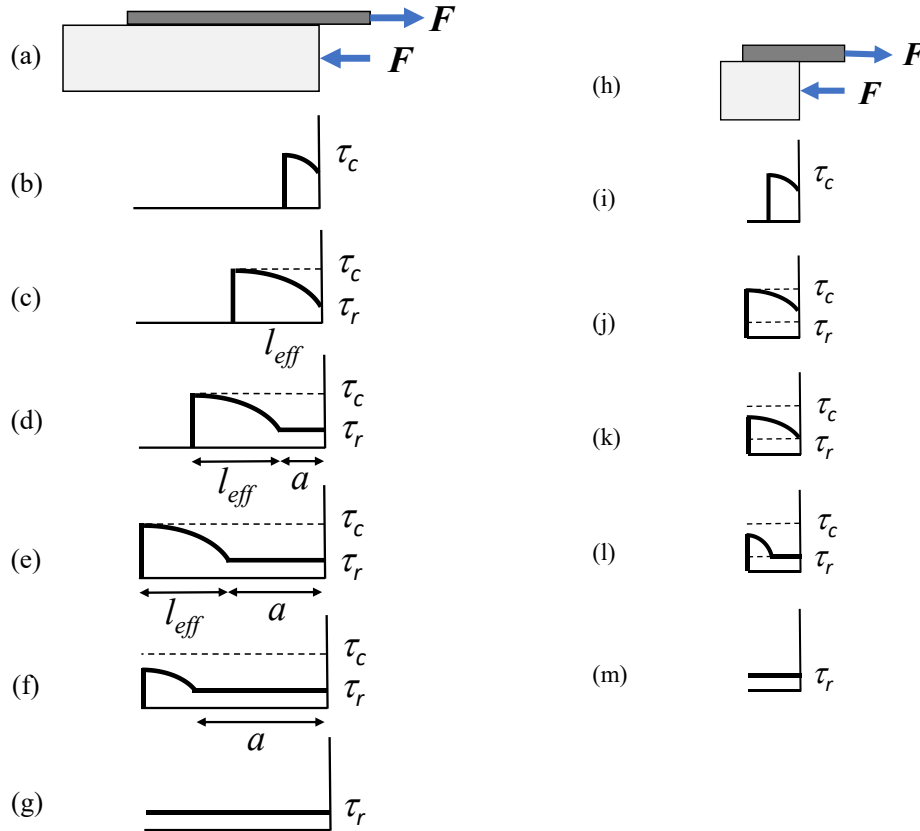 (a)
F
F
(b)
τc
(c)
τc
τr
leff
(d)
τc
τr
leff
a
(e)
τc
τr
leff
a
(f)
τc
τr
a
(g)
τr
(h)
F
F
(i)
τc
(j)
τc
τr
(k)
τc
τr
(l)
τc
τr
(m)
τr